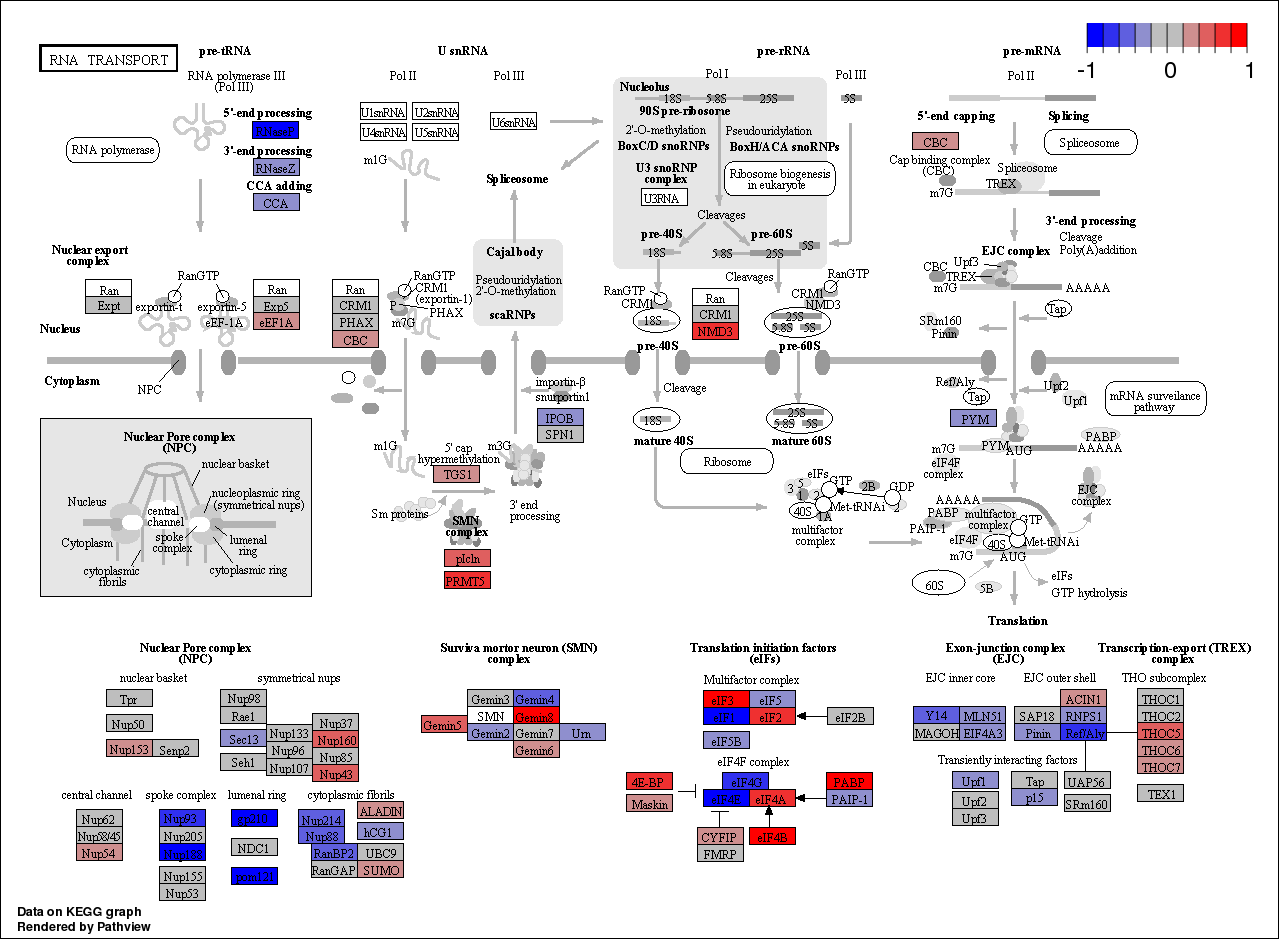 RNA TRANSPORT
pre-tRNA
RNA polymerase III
(Pol III)
5'-end processing
RNA polymerase
3'-end processing
RNaseZ
CCA adding
CCA
Nuclear export
complex
RanGTP
Ran
Expt
exportin-t
exportin-5
eEF-1A
Ran
Exp5
eEF1A
Nucleus
Cytoplasm
NPC
U snRNA
Pol II
Pol III
U1snRNA
U2snRNA
U4snRNA
U5snRNA
U6snRNA
m1G
Spliceosome
Cajal body
Pseudouridylation
2'-O-methylation
scaRNPs
Ran
CRM1
PHAX
CBC
RanGTP
CRM1
(exportin-1)
P
PHAX
m7G
importin-β
snurportin1
IPOB
SPN1
m1G
5' cap
hypermethylation
TGS1
m3G
Sm proteins
3' end
processing
SMN
complex
pIcln
PRMT5
pre-rRNA
Pol I
Pol III
Nucleolus
18S
5.8S
25S
5S
90S pre-ribosome
2'-O-methylation
BoxC/D snoRNPs
Pseudouridylation
BoxH/ACA snoRNPs
U3 snoRNP
complex
U3RNA
Ribosome biogenesis
in eukaryote
Cleavages
pre-40S
pre-60S
18S
5.8S
25S
5S
Cleavages
RanGTP
CRM1
18S
Ran
CRM1
NMD3
RanGTP
CRM1
NMD3
25S
5.8S
5S
pre-40S
pre-60S
Cleavage
18S
25S
5.8S
5S
mature 40S
mature 60S
Ribosome
eIFs
GTP
2B
GDP
3
5
1
2
40S
1A
Met-tRNAi
2
multifactor
complex
pre-mRNA
Pol II
5'-end capping
Splicing
CBC
Spliceosome
Cap binding complex
(CBC)
Spliceosome
TREX
m7G
3'-end processing
Cleavage
Poly(A)addition
EJC complex
CBC
Upf3
TREX
m7G
AAAAA
Tap
SRm160
Pinin
Ref/Aly
Tap
Upf2
Upf1
mRNA surveilance
pathway
PYM
m7G
PYM
AUG
PABP
AAAAA
eIF4F
complex
EJC
complex
AAAAA
PABP
PAIP-1
multifactor
complex
GTP
eIF4F
40S
Met-tRNAi
m7G
AUG
60S
5B
eIFs
GTP hydrolysis
Translation
-1
0
1
Nuclear Pore complex
(NPC)
nuclear basket
Nucleus
nucleoplasmic ring
(symmetrical nups)
central
channel
spoke
complex
lumenal
ring
Cytoplasm
cytoplasmic
fibrils
cytoplasmic ring
Nuclear Pore complex
(NPC)
nuclear basket
symmetrical nups
Tpr
Nup50
Nup153
Senp2
Nup98
Rae1
Sec13
Seh1
Nup133
Nup96
Nup107
Nup37
Nup160
Nup85
Nup43
central channel
spoke complex
lumenal ring
cytoplasmic fibrils
Nup62
Nup58/45
Nup54
Nup93
Nup205
Nup155
Nup53
gp210
NDC1
pom121
Nup214
Nup88
RanBP2
RanGAP
ALADIN
hCG1
UBC9
SUMO
Surviva mortor neuron (SMN)
complex
Gemin3
Gemin4
Gemin5
SMN
Gemin8
Gemin2
Gemin7
Unr
Gemin6
Translation initiation factors
(eIFs)
Multifactor complex
eIF3
eIF5
eIF1
eIF2
eIF2B
eIF5B
eIF4F complex
4E-BP
Maskin
eIF4G
eIF4E
eIF4A
PABP
PAIP-1
CYFIP
FMRP
eIF4B
Exon-junction complex
(EJC)
EJC inner core
EJC outer shell
Y14
MLN51
MAGOH
EIF4A3
ACIN1
SAP18
RNPS1
Pinin
Ref/Aly
Transiently interacting factors
Upf1
Upf2
Upf3
Tap
p15
UAP56
SRm160
Transcription-export (TREX)
complex
THO subcomplex
THOC1
THOC2
THOC5
THOC6
THOC7
TEX1
Data on KEGG graph
Rendered by Pathview